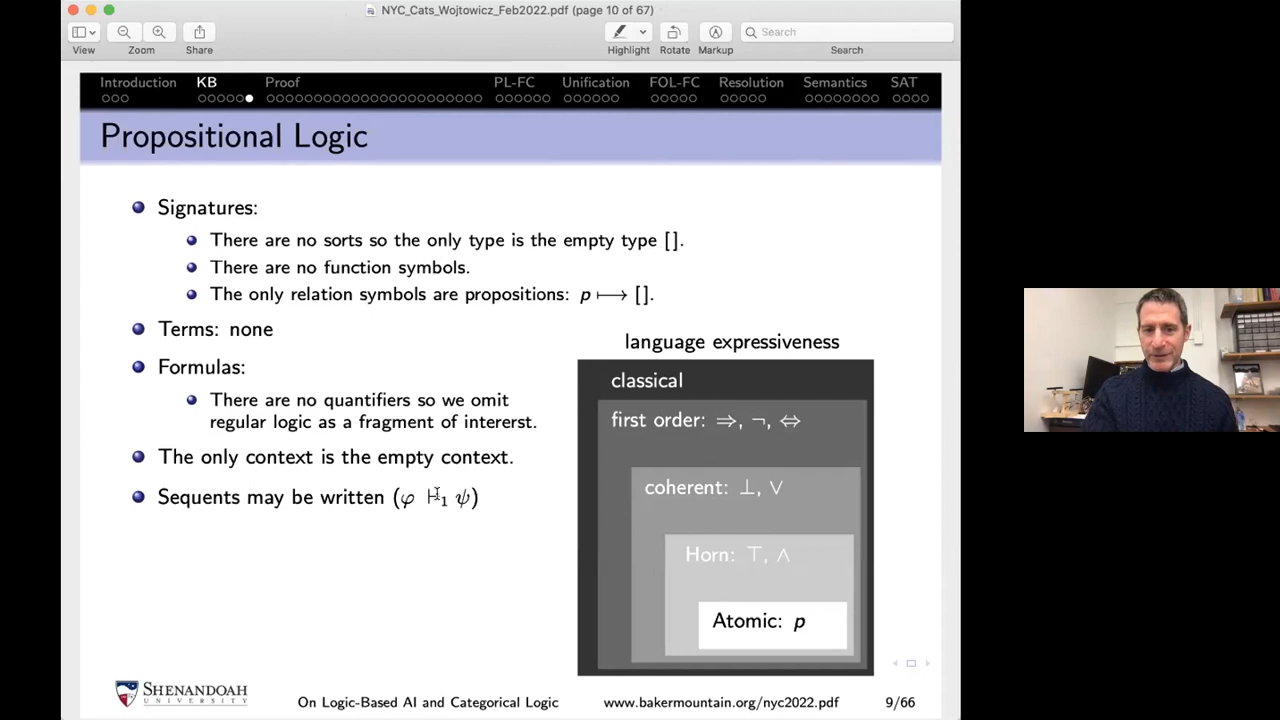 NYC_Cats_Wojtowicz_Feb2022.pdf (page 10 of 67)
View Zoom Share Highlight Rotate Markup Search
Search
Introduction KB Proof PL-FC Unification FOL-FC Resolution Semantics SAT
Propositional Logic
Signatures:
There are no sorts so the only type is the empty type [].
There are no function symbols.
The only relation symbols are propositions: p ⟼ [].
Terms: none
Formulas:
There are no quantifiers so we omit
regular logic as a fragment of intererst.
The only context is the empty context.
Sequents may be written (φ ⊢₁ ψ)
language expressiveness
classical
first order: ⇒, ¬, ⇔
coherent: ⊥, ∨
Horn: ⊤, ∧
Atomic: p
SHENANDOAH
UNIVERSITY
On Logic-Based AI and Categorical Logic www.bakermountain.org/nyc2022.pdf 9/66